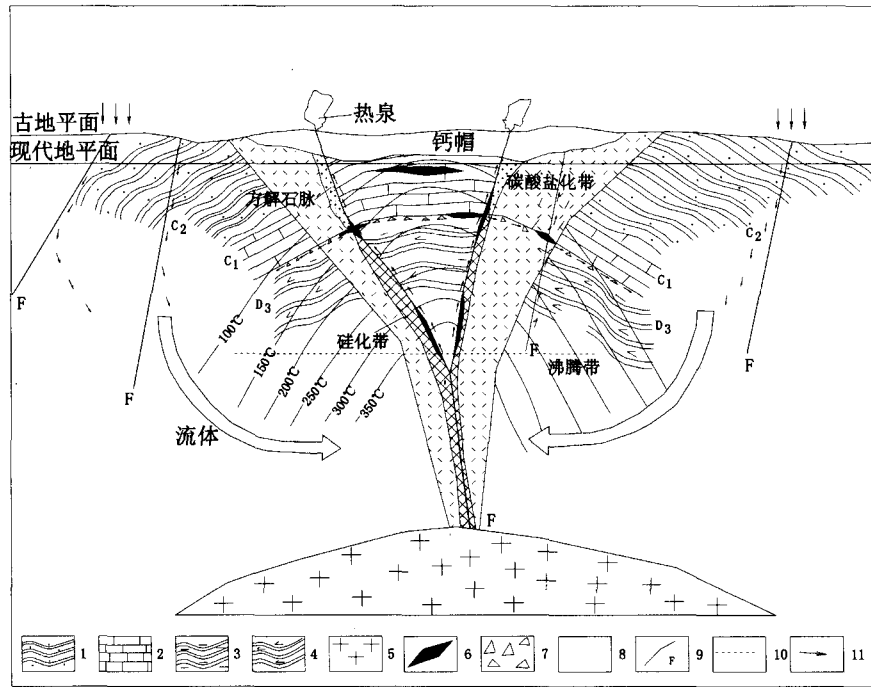 热泉
古地平面
钙帽
现代地平面
方解石脉
碳酸盐化带
C2
C2
C1
C1
D3
D3
F
100℃
150℃
200℃
250℃
300℃
350℃
硅化带
F
沸腾带
F
F
流体
F
1 2 3 4 5 6 7 8 F 9 10 11